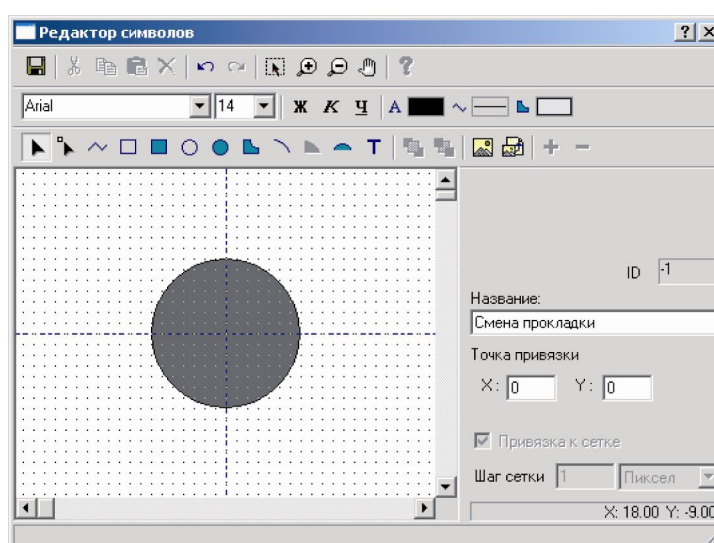 Редактор символов
Arial 14 Ж К Ч А
Т
ID -1
Название:
Смена прокладки
Точка привязки
X: 0 Y: 0
Привязка к сетке
Шаг сетки 1 Пиксел
X: 18.00 Y: -9.00